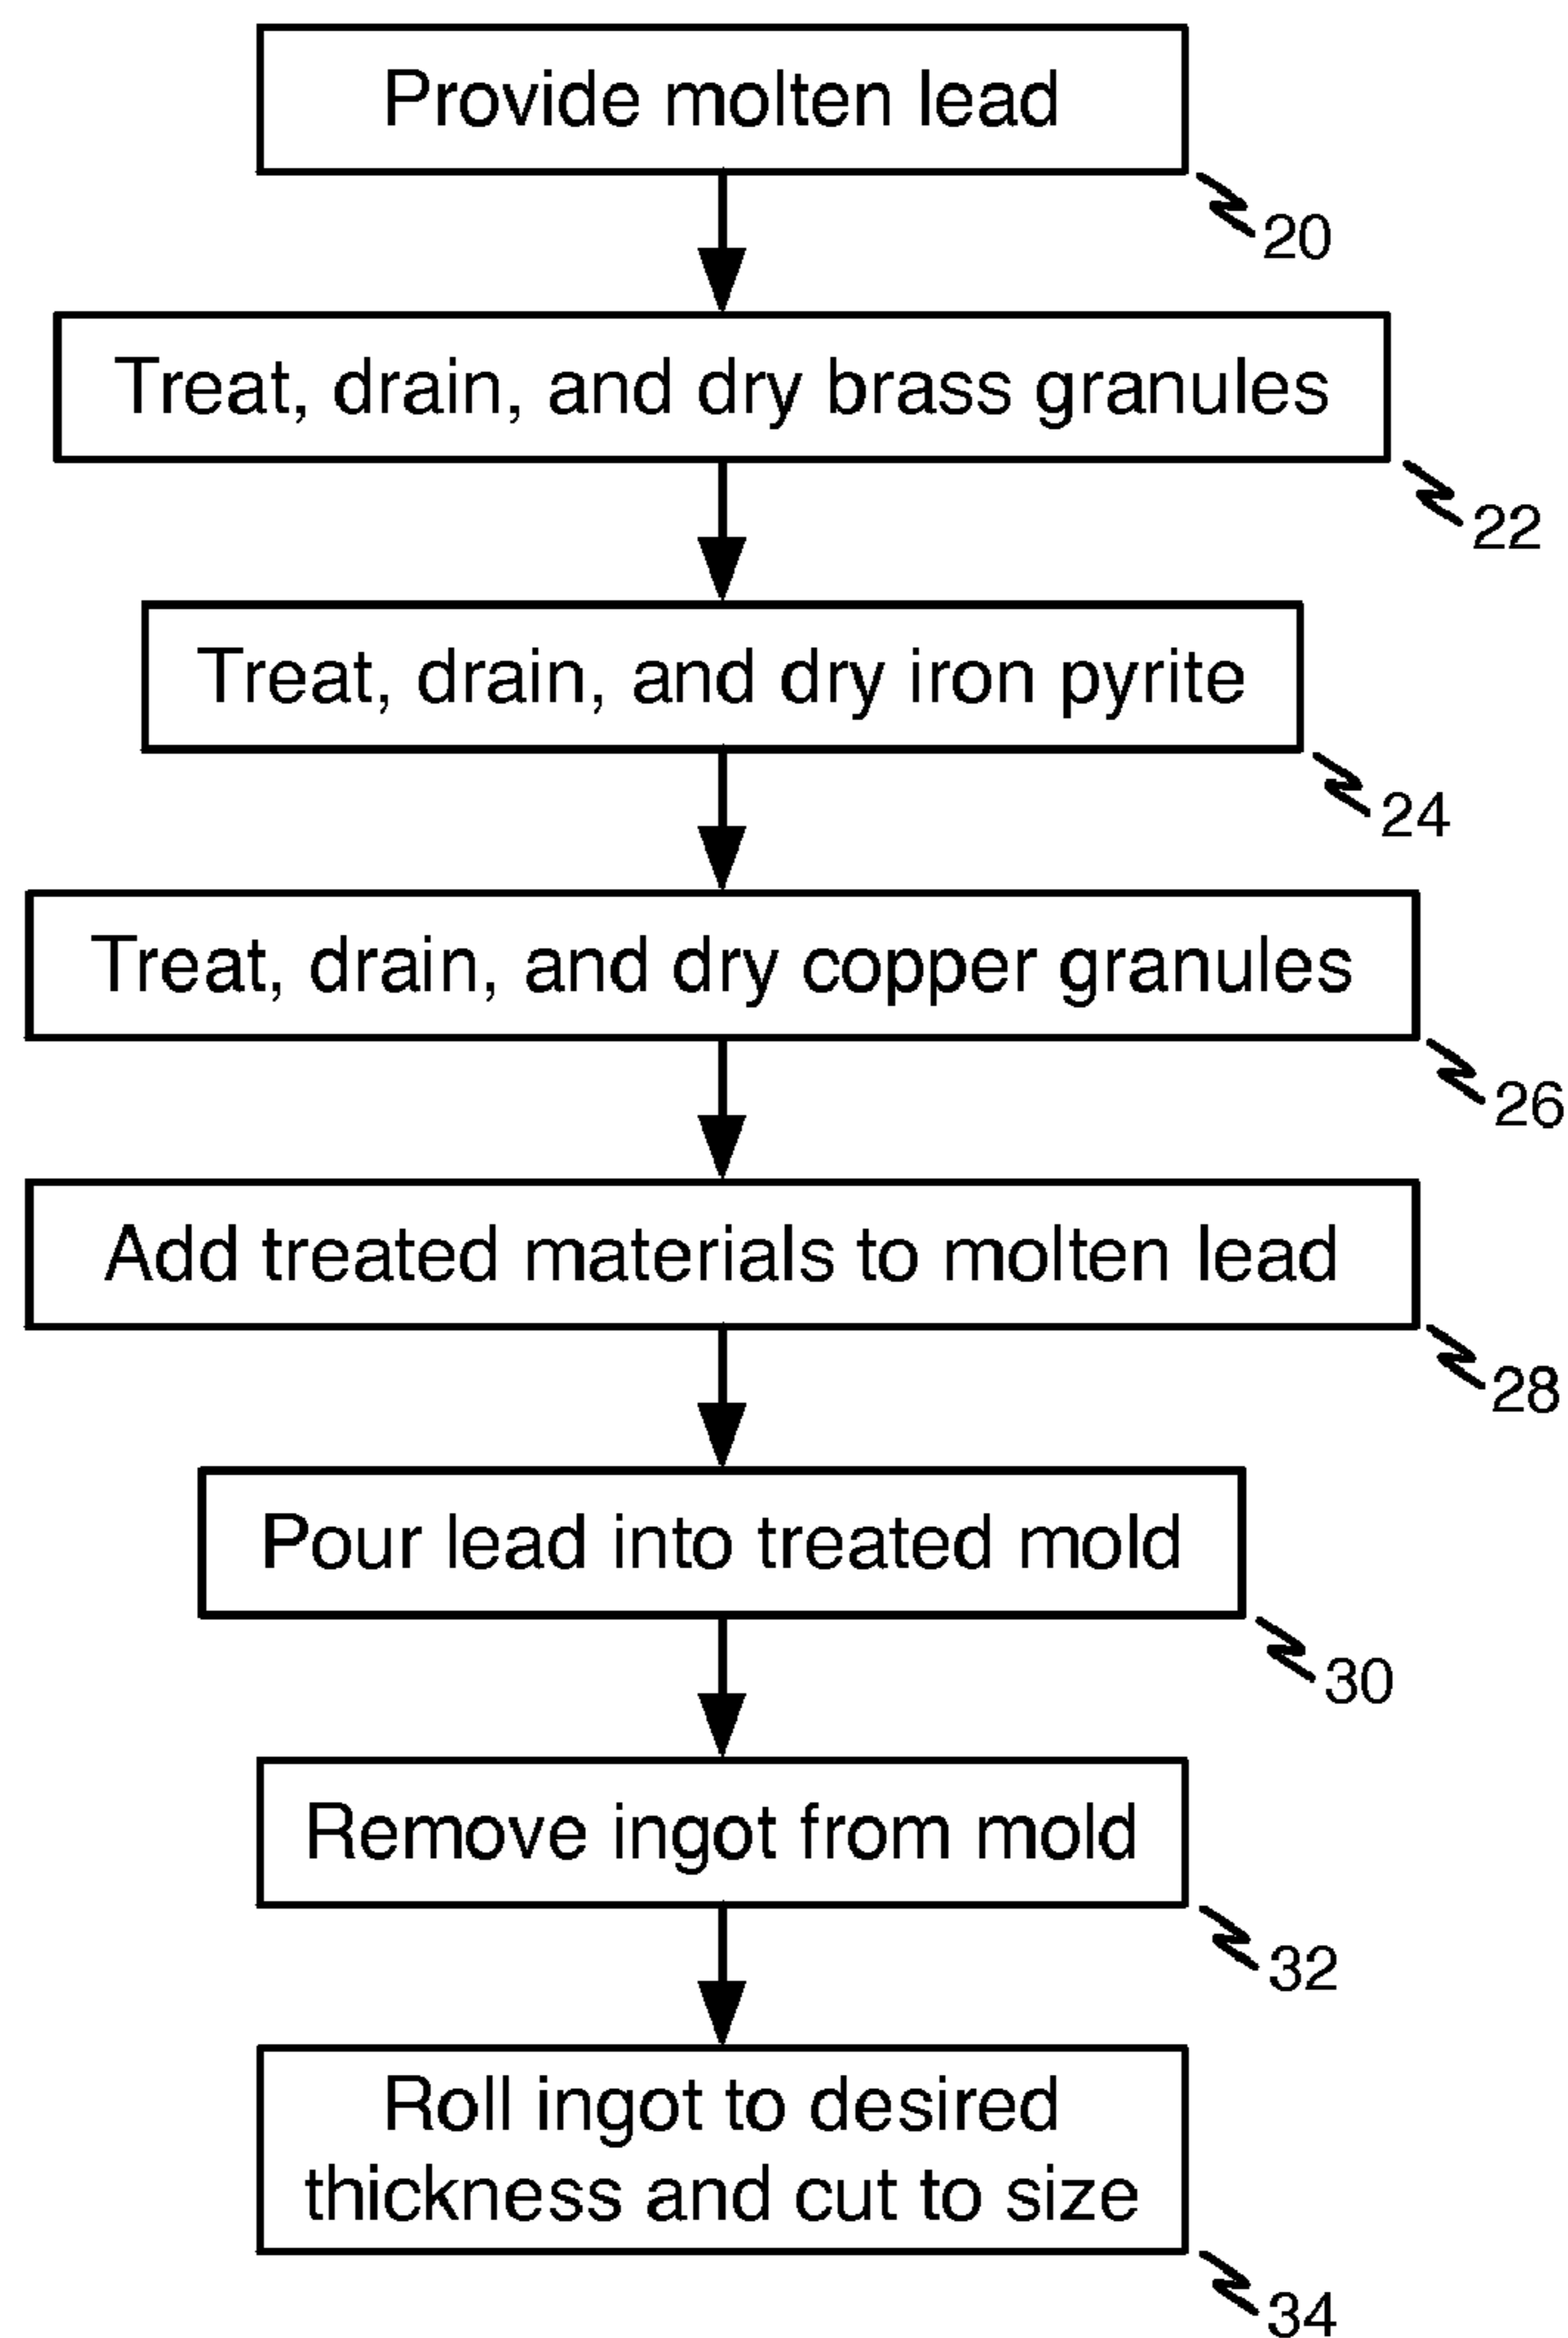 Provide molten lead
20
Treat, drain, and dry brass granules
22
Treat, drain, and dry iron pyrite
24
Treat, drain, and dry copper granules
26
Add treated materials to molten lead
28
Pour lead into treated mold
30
Remove ingot from mold
32
Roll ingot to desired
thickness and cut to size
34